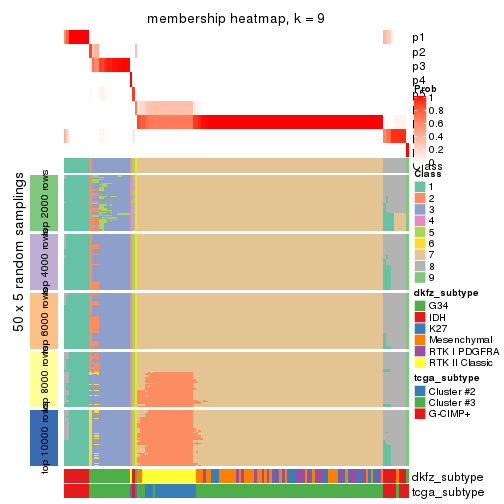 membership heatmap, k = 9
p1
p2
p3
p4
Prob
1
0.8
0.6
0.4
0.2
0
Class
Class
1
2
3
4
5
6
7
8
9
50 x 5 random samplings
top 2000 rows
top 4000 rows
top 6000 rows
top 8000 rows
top 10000 rows
dkfz_subtype
G34
IDH
K27
Mesenchymal
RTK I PDGFRA
RTK II Classic
tcga_subtype
Cluster #2
Cluster #3
G-CIMP+
dkfz_subtype
tcga_subtype